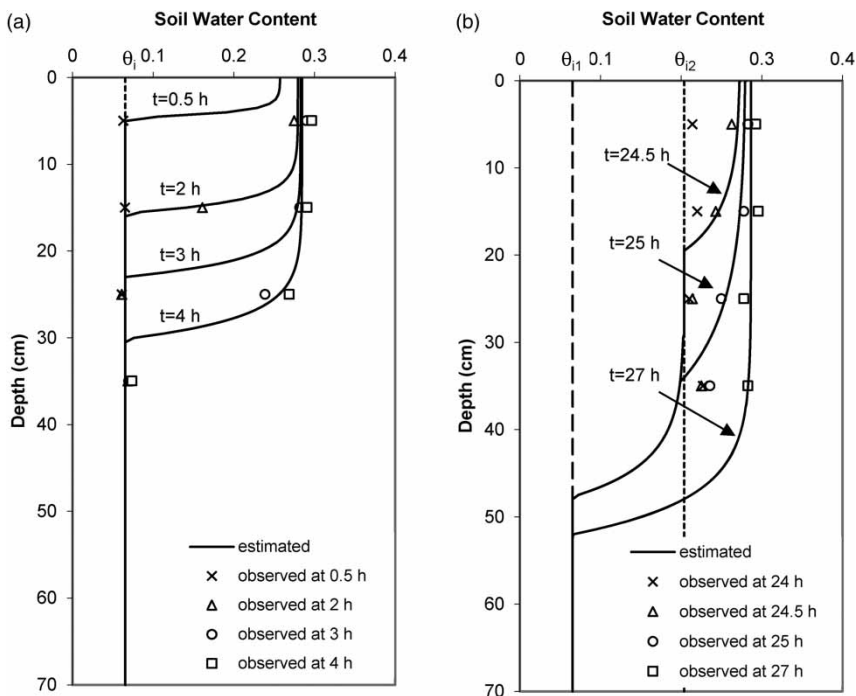 (a)
Soil Water Content
0 θi 0.1 0.2 0.3 0.4
0
10
20
30
40
50
60
70
Depth (cm)
t=0.5 h
t=2 h
t=3 h
t=4 h
estimated
observed at 0.5 h
observed at 2 h
observed at 3 h
observed at 4 h
(b)
Soil Water Content
0 θi1 0.1 θi2 0.3 0.4
0
10
20
30
40
50
60
70
Depth (cm)
t=24.5 h
t=25 h
t=27 h
estimated
observed at 24 h
observed at 24.5 h
observed at 25 h
observed at 27 h